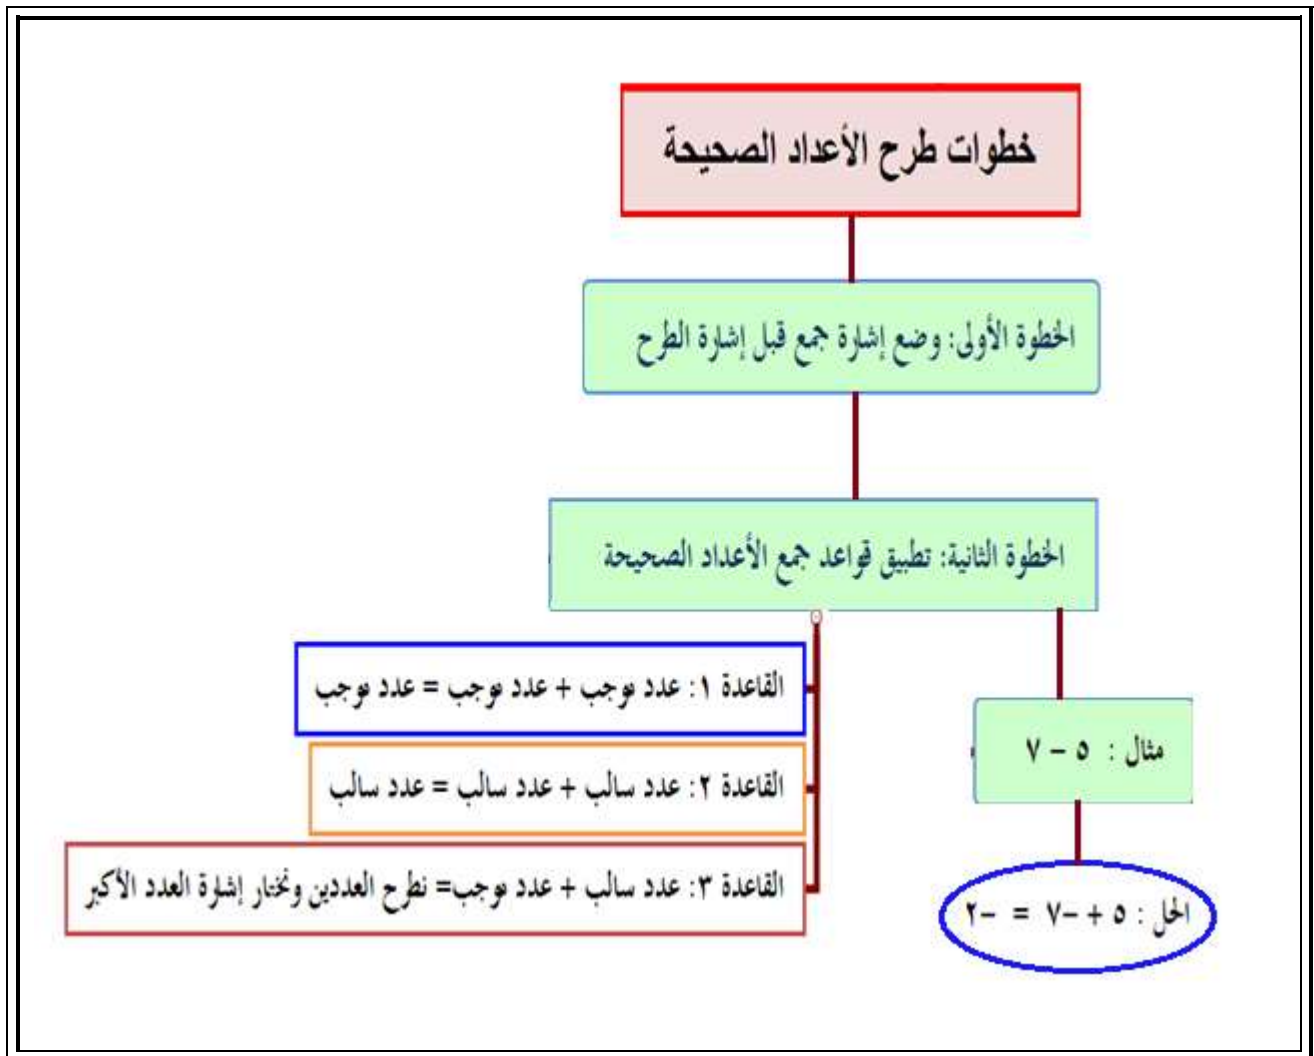 خطوات طرح الأعداد الصحيحة
الخطوة الأولى: وضع إشارة جمع قبل إشارة الطرح
الخطوة الثانية: تطبيق قواعد جمع الأعداد الصحيحة
القاعدة ١: عدد موجب + عدد موجب = عدد موجب
القاعدة ٢: عدد سالب + عدد سالب = عدد سالب
القاعدة ٣: عدد سالب + عدد موجب= نطرح العددين ونختار إشارة العدد الأكبر
مثال : ٥ – ٧
الحل : ٥ + –٧ = –٢